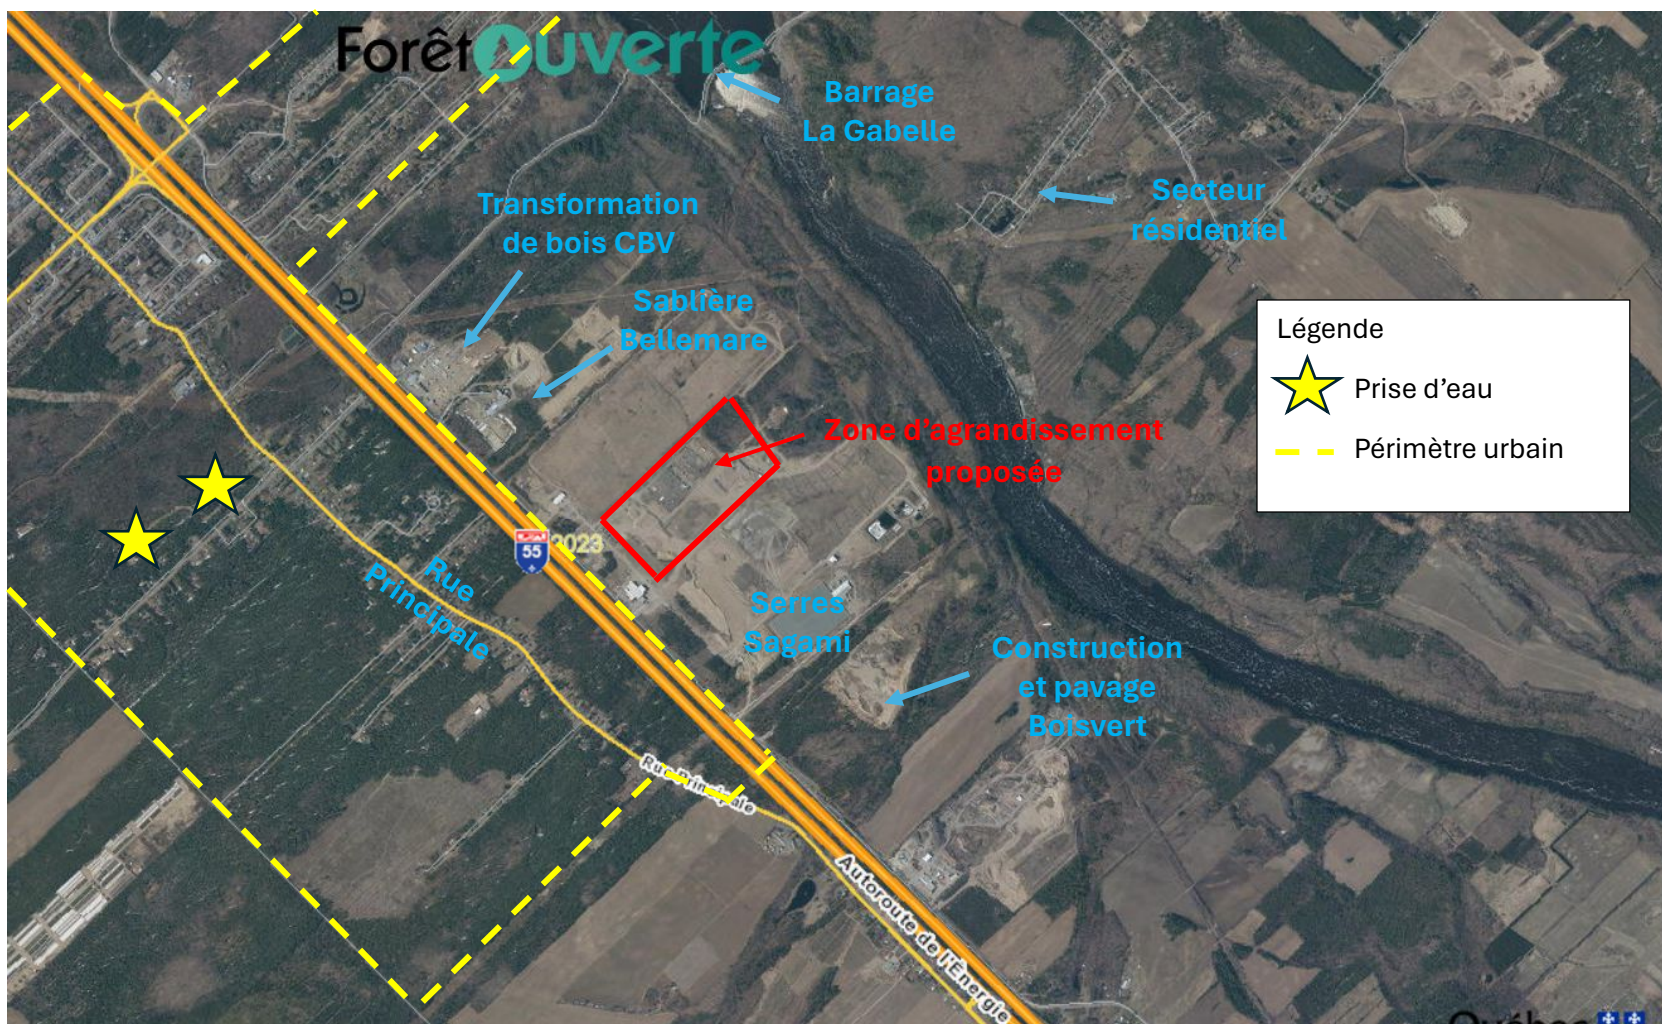 ForêtOuverte
Barrage
La Gabelle
Secteur
résidentiel
Transformation
de bois CBV
Sablière
Bellemare
Légende
Prise d'eau
Périmètre urbain
Zone d'agrandissement
proposée
55
2023
Rue
Principale
Serres
Sagami
Construction
et pavage
Boisvert
Rue Principale
Autoroute de l'Énergie
Québec